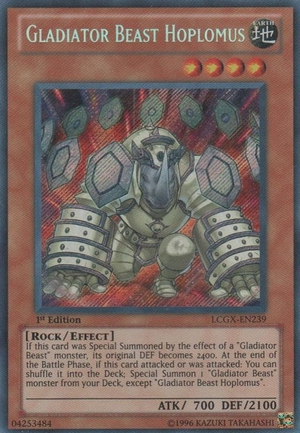 GLADIATOR BEAST HOPLOMUS
EARTH
地
1st Edition
LCGX-EN239
[ROCK/EFFECT]
If this card was Special Summoned by the effect of a "Gladiator
Beast" monster, its original DEF becomes 2400. At the end of
the Battle Phase, if this card attacked or was attacked: You can
shuffle it into the Deck; Special Summon 1 "Gladiator Beast"
monster from your Deck, except "Gladiator Beast Hoplomus".
ATK/ 700 DEF/2100
04253484
©1996 KAZUKI TAKAHASHI